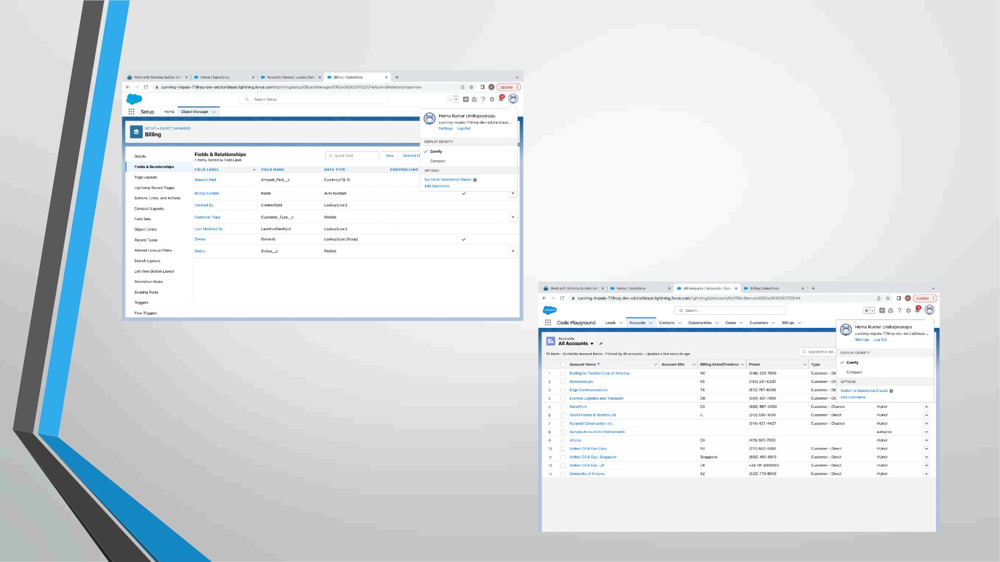 Work with Schema Builder Uni
Home | Salesforce
Recently Viewed | Leads | Sales
Billing | Salesforce
cunning-impala-719rsq-dev-ed.trailblaze.lightning.force.com/lightning/setup/ObjectManager/01I2w000003P2Q1/FieldsAndRelationships/view
H
Update
Search Setup
12
Setup
Home
Object Manager
Hema Kumar Undrajavarapu
cunning-impala-719rsq-dev-ed.trailblaze....
Settings Log Out
SETUP > OBJECT MANAGER
Billing
DISPLAY DENSITY
Comfy
Compact
OPTIONS
Switch to Salesforce Classic
Add Username
Details
Fields & Relationships
Page Layouts
Lightning Record Pages
Buttons, Links, and Actions
Compact Layouts
Field Sets
Object Limits
Record Types
Related Lookup Filters
Search Layouts
List View Button Layout
Restriction Rules
Scoping Rules
Triggers
Flow Triggers
Fields & Relationships
7 Items, Sorted by Field Label
Quick Find
New
Deleted Fi
FIELD LABEL FIELD NAME DATA TYPE CONTROLLING
Amount Paid Amount_Paid__c Currency(18, 0)
Billing Number Name Auto Number
Created By CreatedById Lookup(User)
Customer Type Customer_Type__c Picklist
Last Modified By LastModifiedById Lookup(User)
Owner OwnerId Lookup(User,Group)
Status Status__c Picklist
Work with Schema Builder Uni
Home | Salesforce
All Accounts | Accounts | Sales
Billing | Salesforce
cunning-impala-719rsq-dev-ed.trailblaze.lightning.force.com/lightning/o/Account/list?filterName=00B2w00000XIZf2EAH
H
Update
salesforce
Search...
Code Playground
Leads
Accounts
Contacts
Opportunities
Cases
Customers
Billings
Hema Kumar Undrajavarapu
cunning-impala-719rsq-dev-ed.trailblaze....
Settings Log Out
DISPLAY DENSITY
Comfy
Compact
OPTIONS
Switch to Salesforce Classic
Add Username
Accounts
All Accounts
13 items • Sorted by Account Name • Filtered by All accounts • Updated a few seconds ago
Search this list...
Account Name Account Site Billing State/Province Phone Type
1 Burlington Textiles Corp of America NC (336) 222-7000 Customer - Dir
2 Dickenson plc KS (785) 241-6200 Customer - Ch
3 Edge Communications TX (512) 757-6000 Customer - Dir
4 Express Logistics and Transport OR (503) 421-7800 Customer - Ch
5 GenePoint CA (650) 867-3450 Customer - Channel HUndr
6 Grand Hotels & Resorts Ltd IL (312) 596-1000 Customer - Direct HUndr
7 Pyramid Construction Inc. (014) 427-4427 Customer - Channel HUndr
8 Sample Account for Entitlements autoproc
9 sForce CA (415) 901-7000 HUndr
10 United Oil & Gas Corp. NY (212) 842-5500 Customer - Direct HUndr
11 United Oil & Gas, Singapore Singapore (650) 450-8810 Customer - Direct HUndr
12 United Oil & Gas, UK UK +44 191 4956203 Customer - Direct HUndr
13 University of Arizona AZ (520) 773-9050 Customer - Direct HUndr